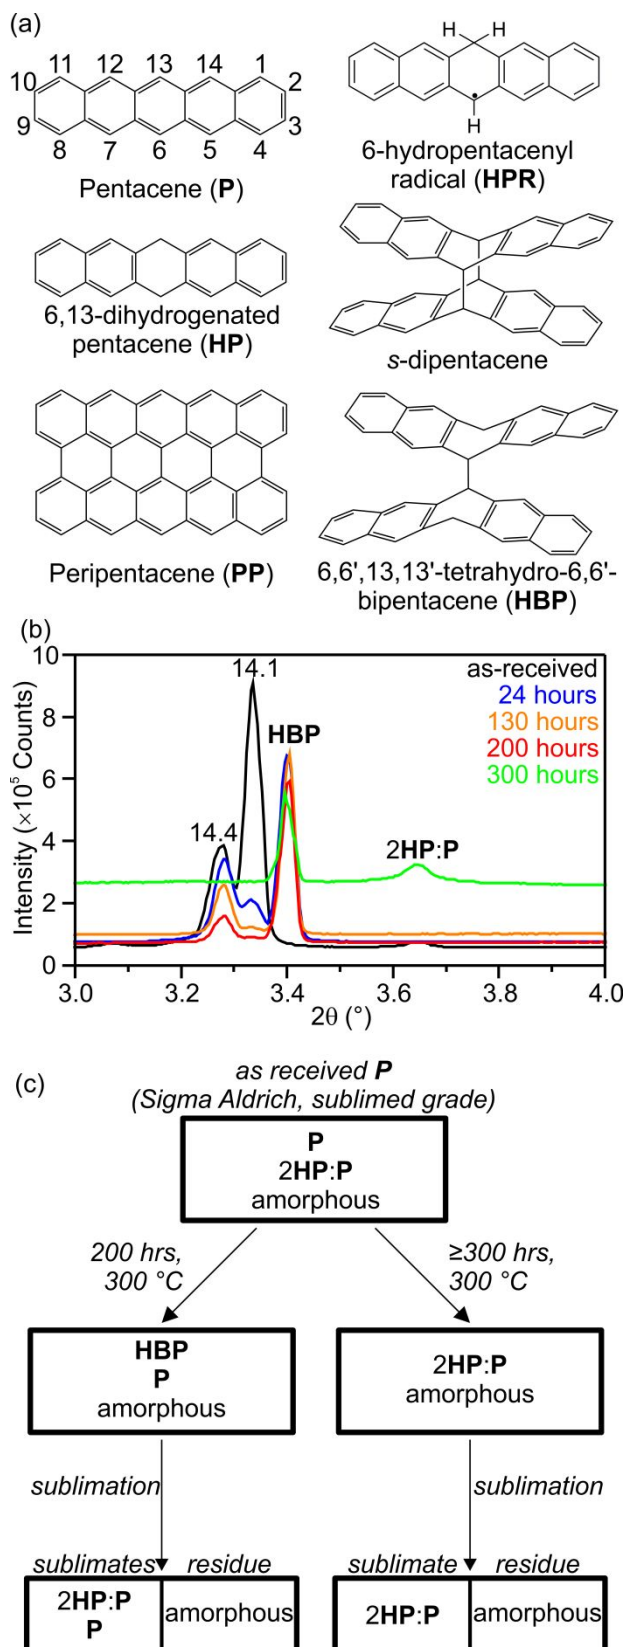 (a)
11 12 13 14 1
10 2
9 3
8 7 6 5 4
Pentacene (P)
H H
H
6-hydropentacenyl
radical (HPR)
6,13-dihydrogenated
pentacene (HP)
s-dipentacene
Peripentacene (PP)
6,6',13,13'-tetrahydro-6,6'-
bipentacene (HBP)
(b)
Intensity (×10⁵ Counts)
10
8
6
4
2
0
14.1
14.4
HBP
2HP:P
as-received
24 hours
130 hours
200 hours
300 hours
3.0 3.2 3.4 3.6 3.8 4.0
2θ (°)
(c)
as received P
(Sigma Aldrich, sublimed grade)
P
2HP:P
amorphous
200 hrs,
300 °C
≥300 hrs,
300 °C
HBP
P
amorphous
2HP:P
amorphous
sublimation
sublimation
sublimates residue
sublimate residue
2HP:P
P
amorphous
2HP:P
amorphous